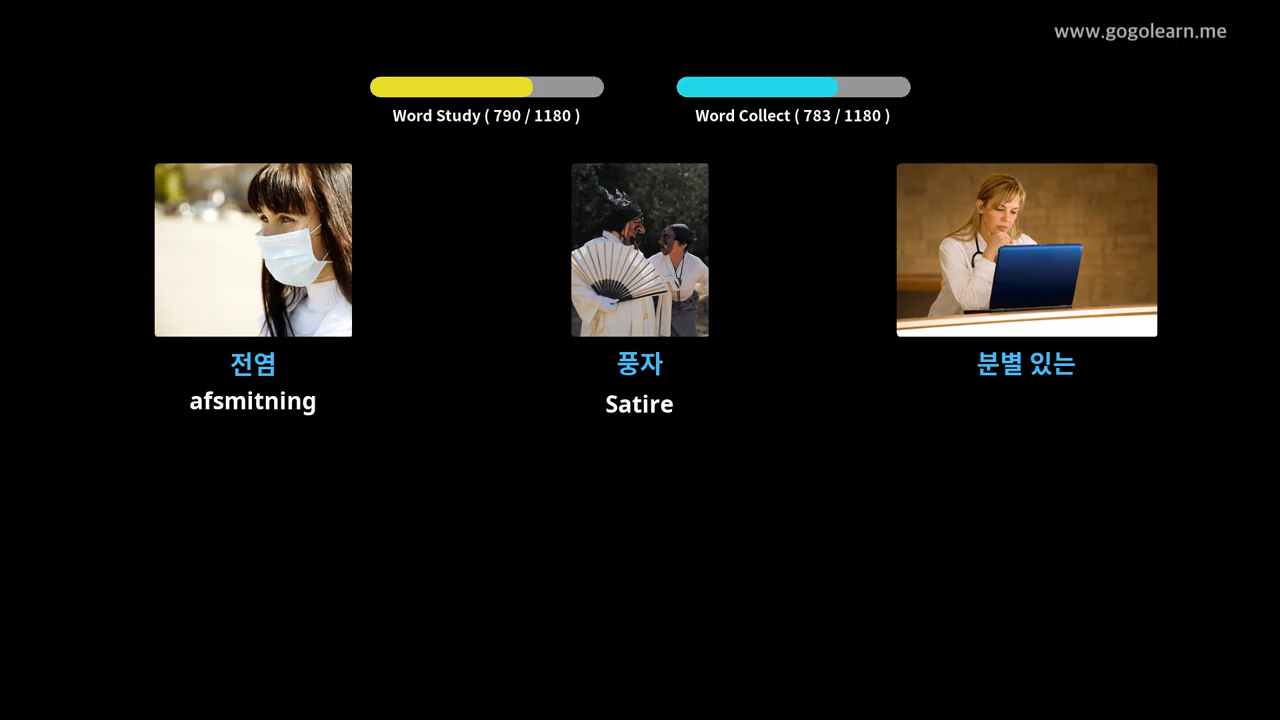 www.gogolearn.me
Word Study ( 790 / 1180 )
Word Collect ( 783 / 1180 )
전염
풍자
분별 있는
afsmitning
Satire